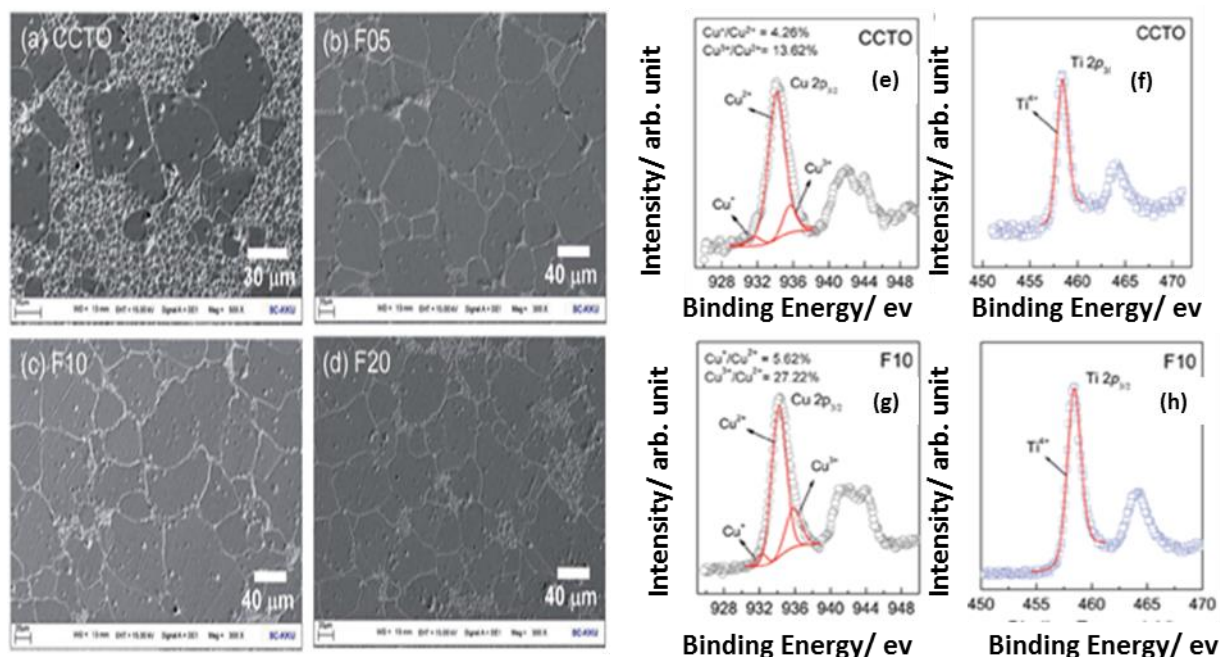 (a) CCTO
30 μm
(b) F05
40 μm
(c) F10
40 μm
(d) F20
40 μm
Intensity/ arb. unit
Cu⁺/Cu²⁺ = 4.26%
Cu³⁺/Cu²⁺ = 13.62%
CCTO
(e)
Cu 2p3/2
Cu²⁺
Cu³⁺
Cu⁺
928 932 936 940 944 948
Binding Energy/ ev
Intensity/ arb. unit
CCTO
(f)
Ti⁴⁺
450 455 460 465 470
Binding Energy/ ev
Intensity/ arb. unit
Cu⁺/Cu²⁺ = 5.62%
Cu³⁺/Cu²⁺ = 27.22%
F10
(g)
Cu 2p3/2
Cu²⁺
Cu³⁺
Cu⁺
928 932 936 940 944 948
Binding Energy/ ev
Intensity/ arb. unit
F10
(h)
Ti 2p3/2
Ti⁴⁺
450 455 460 465 470
Binding Energy/ ev